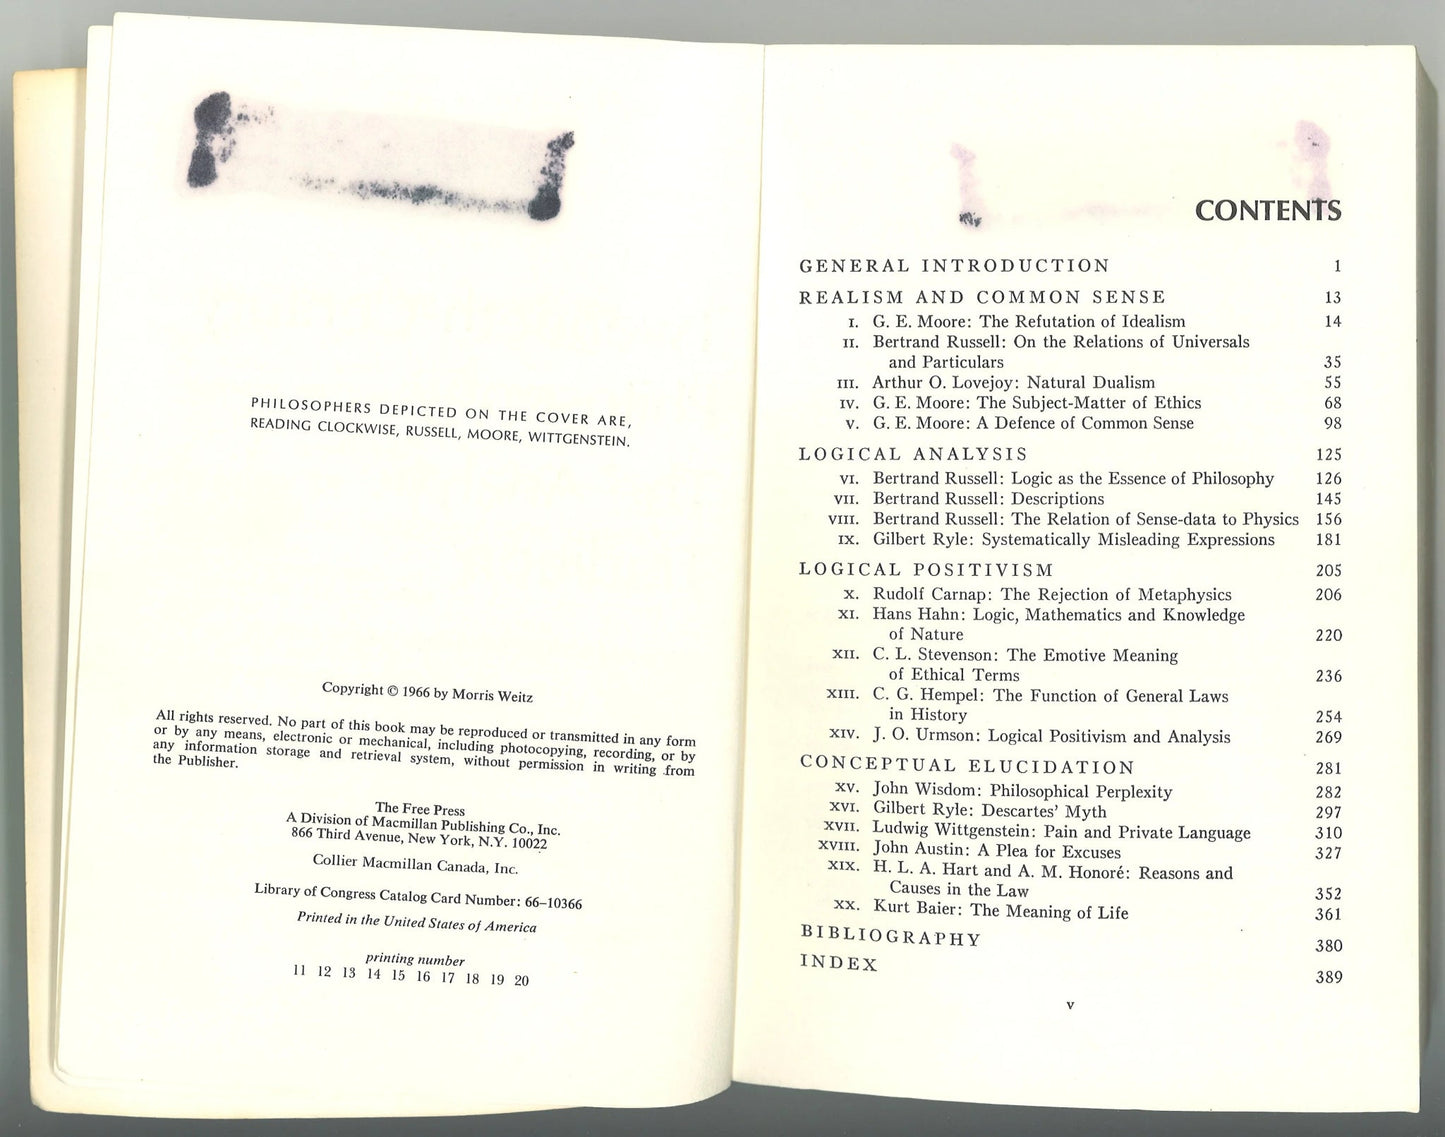 PHILOSOPHERS DEPICTED ON THE COVER ARE,
READING CLOCKWISE, RUSSELL, MOORE, WITTGENSTEIN.
Copyright © 1966 by Morris Weitz
All rights reserved. No part of this book may be reproduced or transmitted in any form
or by any means, electronic or mechanical, including photocopying, recording, or by
any information storage and retrieval system, without permission in writing from
the Publisher.
The Free Press
A Division of Macmillan Publishing Co., Inc.
866 Third Avenue, New York, N.Y. 10022
Collier Macmillan Canada, Inc.
Library of Congress Catalog Card Number: 66–10366
Printed in the United States of America
printing number
11 12 13 14 15 16 17 18 19 20
CONTENTS
GENERAL INTRODUCTION 1
REALISM AND COMMON SENSE 13
I. G. E. Moore: The Refutation of Idealism 14
II. Bertrand Russell: On the Relations of Universals
and Particulars 35
III. Arthur O. Lovejoy: Natural Dualism 55
IV. G. E. Moore: The Subject-Matter of Ethics 68
V. G. E. Moore: A Defence of Common Sense 98
LOGICAL ANALYSIS 125
VI. Bertrand Russell: Logic as the Essence of Philosophy 126
VII. Bertrand Russell: Descriptions 145
VIII. Bertrand Russell: The Relation of Sense-data to Physics 156
IX. Gilbert Ryle: Systematically Misleading Expressions 181
LOGICAL POSITIVISM 205
X. Rudolf Carnap: The Rejection of Metaphysics 206
XI. Hans Hahn: Logic, Mathematics and Knowledge
of Nature 220
XII. C. L. Stevenson: The Emotive Meaning
of Ethical Terms 236
XIII. C. G. Hempel: The Function of General Laws
in History 254
XIV. J. O. Urmson: Logical Positivism and Analysis 269
CONCEPTUAL ELUCIDATION 281
XV. John Wisdom: Philosophical Perplexity 282
XVI. Gilbert Ryle: Descartes' Myth 297
XVII. Ludwig Wittgenstein: Pain and Private Language 310
XVIII. John Austin: A Plea for Excuses 327
XIX. H. L. A. Hart and A. M. Honoré: Reasons and
Causes in the Law 352
XX. Kurt Baier: The Meaning of Life 361
BIBLIOGRAPHY 380
INDEX 389
v